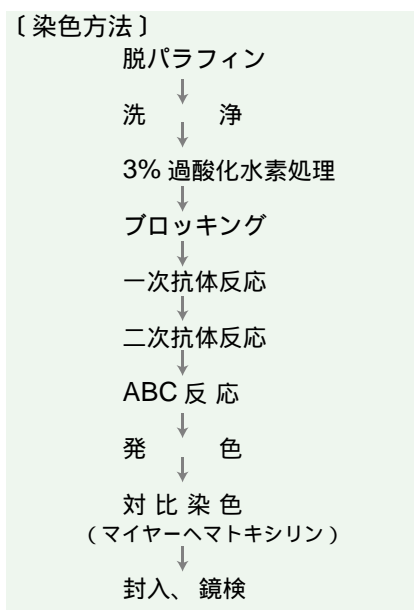 〔染色方法〕
脱パラフィン
洗　　浄
3% 過酸化水素処理
ブロッキング
一次抗体反応
二次抗体反応
ABC 反 応
発　　色
対 比 染 色
（マイヤーヘマトキシリン）
封入、鏡検